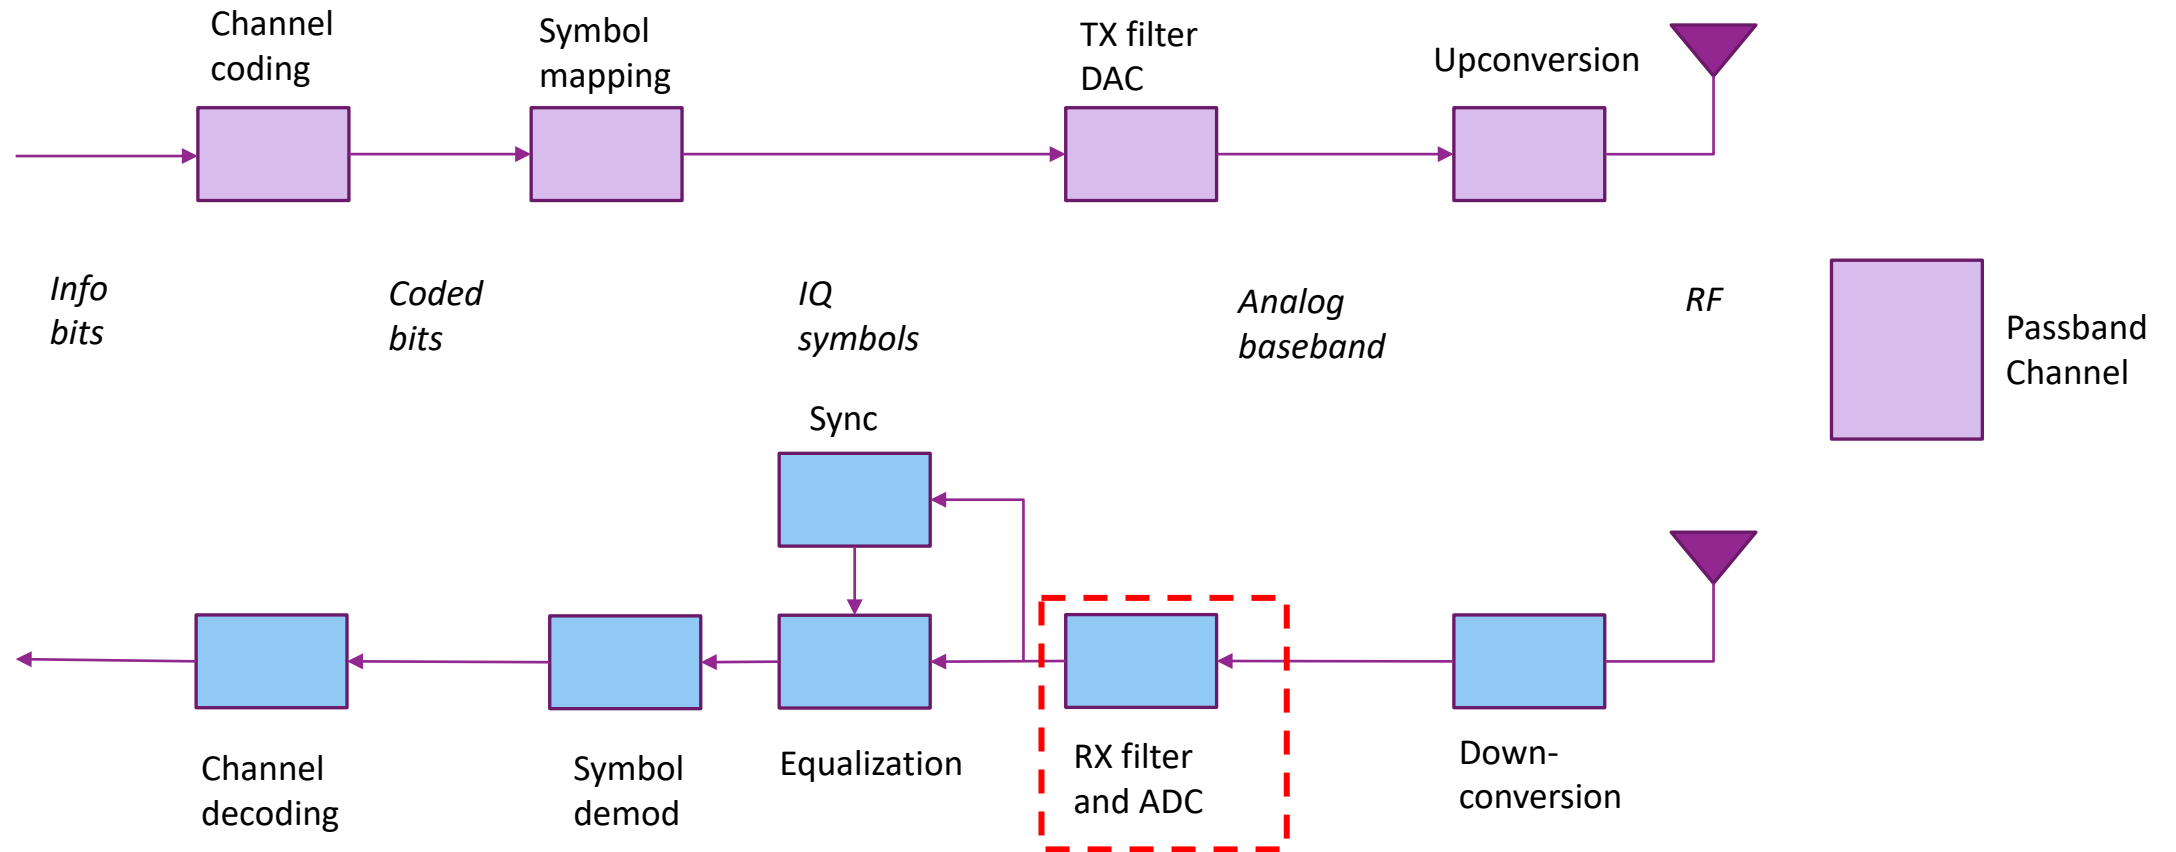 Channel
coding
Symbol
mapping
TX filter
DAC
Upconversion
Info
bits
Coded
bits
IQ
symbols
Analog
baseband
RF
Passband
Channel
Sync
Channel
decoding
Symbol
demod
Equalization
RX filter
and ADC
Down-
conversion